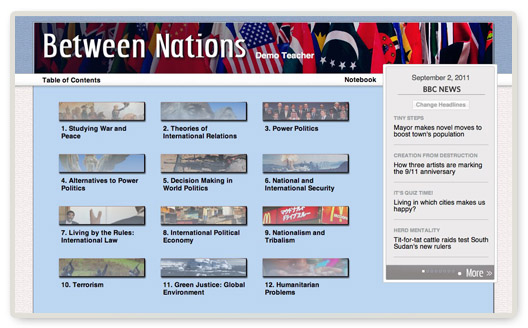 Between Nations
Demo Teacher
Table of Contents
Notebook
1. Studying War and
Peace
2. Theories of
International Relations
3. Power Politics
4. Alternatives to Power
Politics
5. Decision Making in
World Politics
6. National and
International Security
7. Living by the Rules:
International Law
8. International Political
Economy
9. Nationalism and
Tribalism
10. Terrorism
11. Green Justice: Global
Environment
12. Humanitarian
Problems
September 2, 2011
BBC NEWS
Change Headlines
TINY STEPS
Mayor makes novel moves to
boost town's population
CREATION FROM DESTRUCTION
How three artists are marking
the 9/11 anniversary
IT'S QUIZ TIME!
Living in which cities makes us
happy?
HERD MENTALITY
Tit-for-tat cattle raids test South
Sudan's new rulers
More »